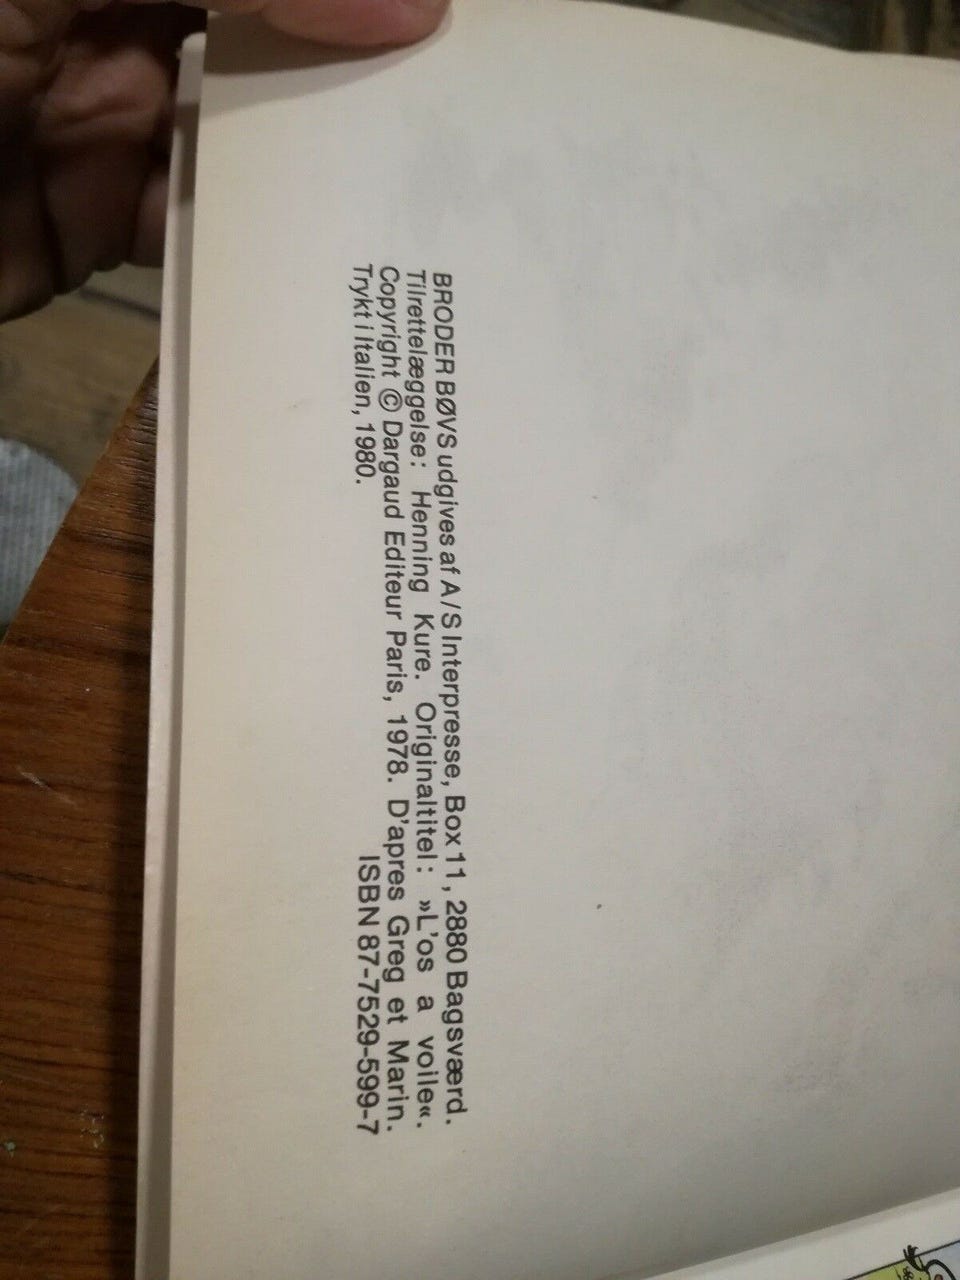 BRODER BØVS udgives af A/S Interpresse, Box 11, 2880 Bagsværd.
Tilrettelæggelse: Henning Kure. Originaltitel: »L'os a voile«.
Copyright © Dargaud Editeur Paris, 1978. D'apres Greg et Marin.
Trykt i Italien, 1980. ISBN 87-7529-599-7